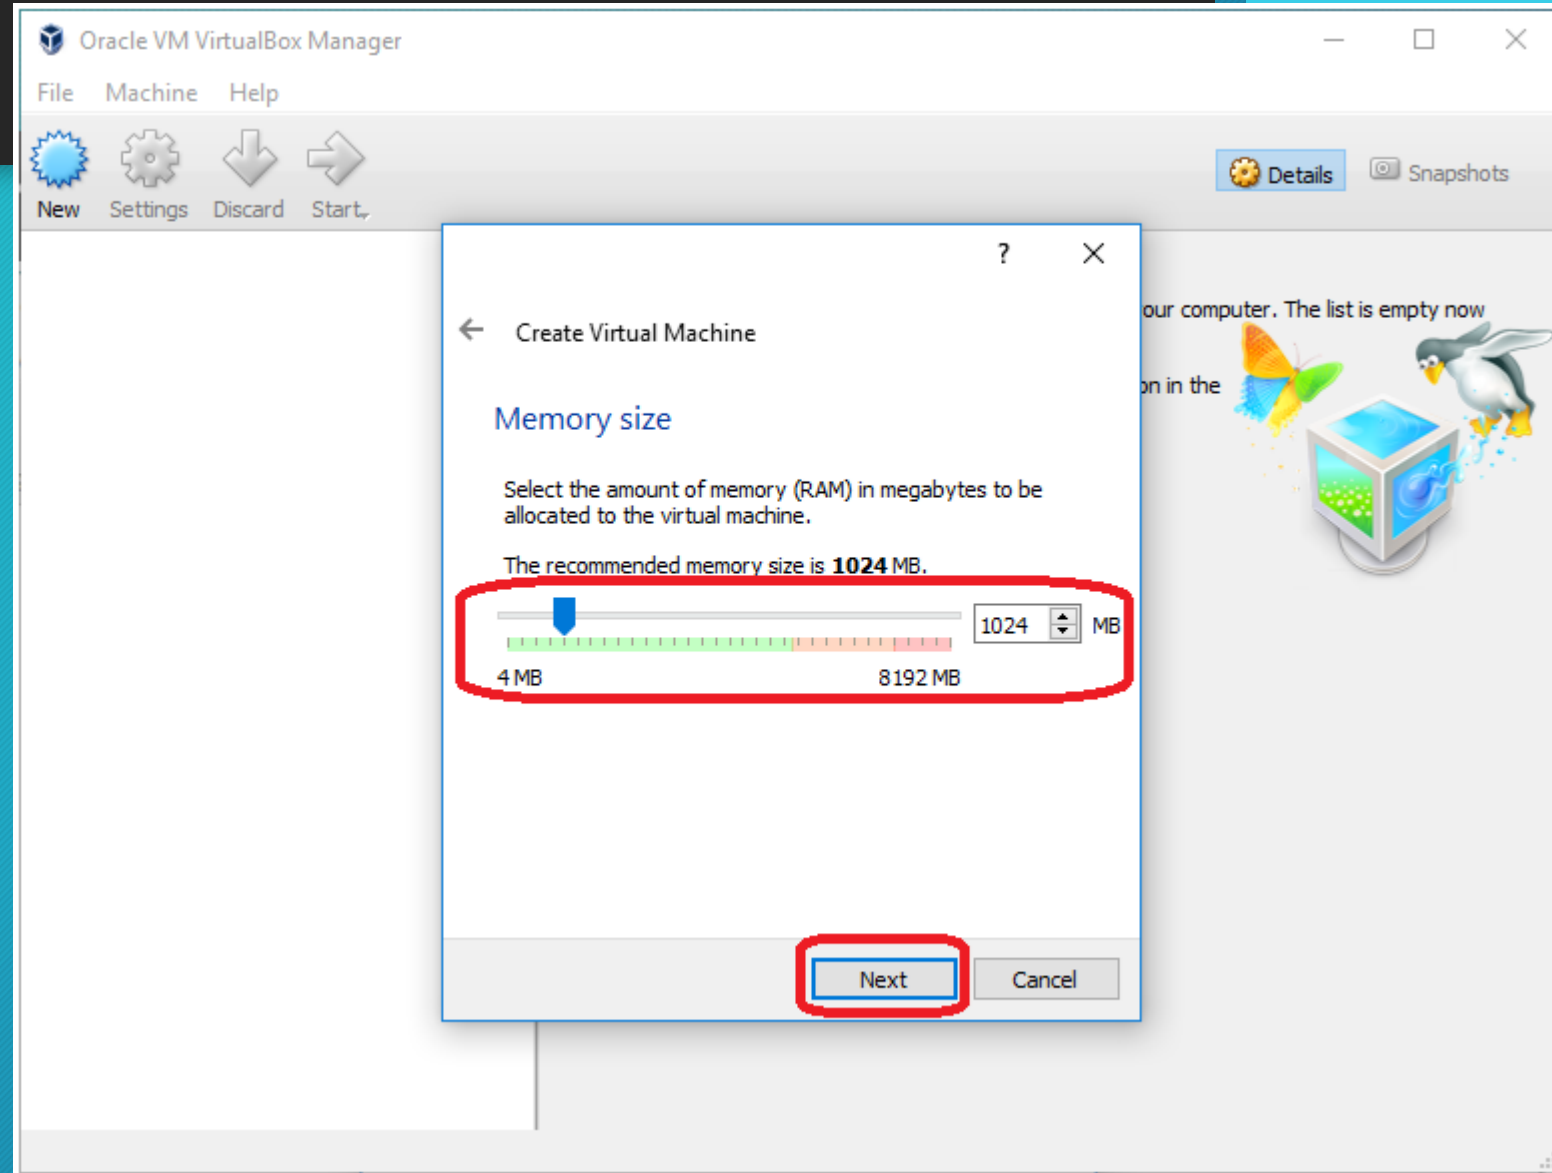 Oracle VM VirtualBox Manager
File Machine Help
New Settings Discard Start
Details Snapshots
our computer. The list is empty now
on in the
?
Create Virtual Machine
Memory size
Select the amount of memory (RAM) in megabytes to be
allocated to the virtual machine.
The recommended memory size is 1024 MB.
1024 MB
4 MB 8192 MB
Next Cancel